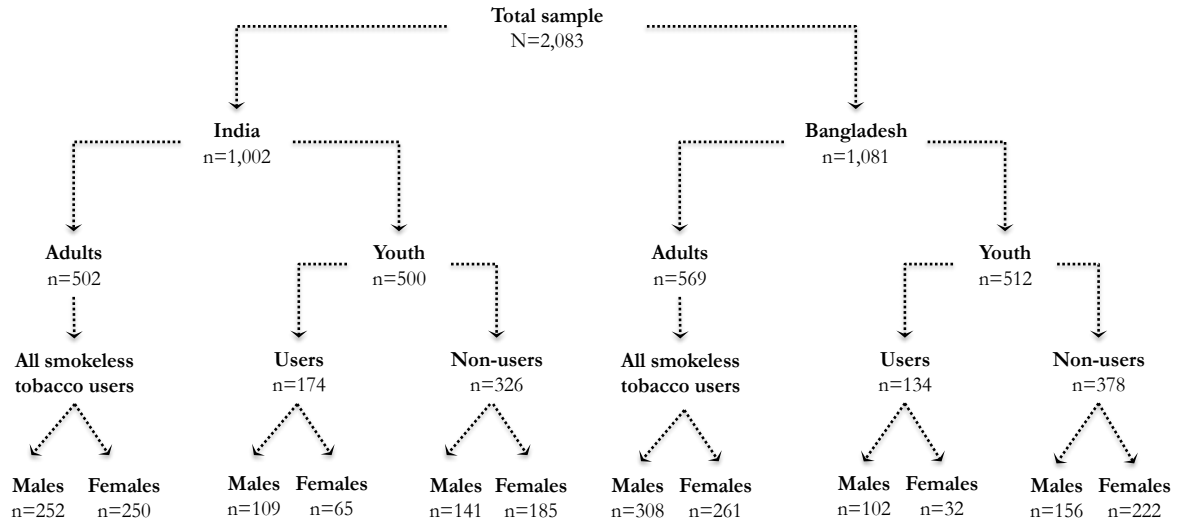 Total sample
N=2,083
India
n=1,002
Bangladesh
n=1,081
Adults
n=502
Youth
n=500
Adults
n=569
Youth
n=512
All smokeless
tobacco users
Users
n=174
Non-users
n=326
All smokeless
tobacco users
Users
n=134
Non-users
n=378
Males
n=252
Females
n=250
Males
n=109
Females
n=65
Males
n=141
Females
n=185
Males
n=308
Females
n=261
Males
n=102
Females
n=32
Males
n=156
Females
n=222